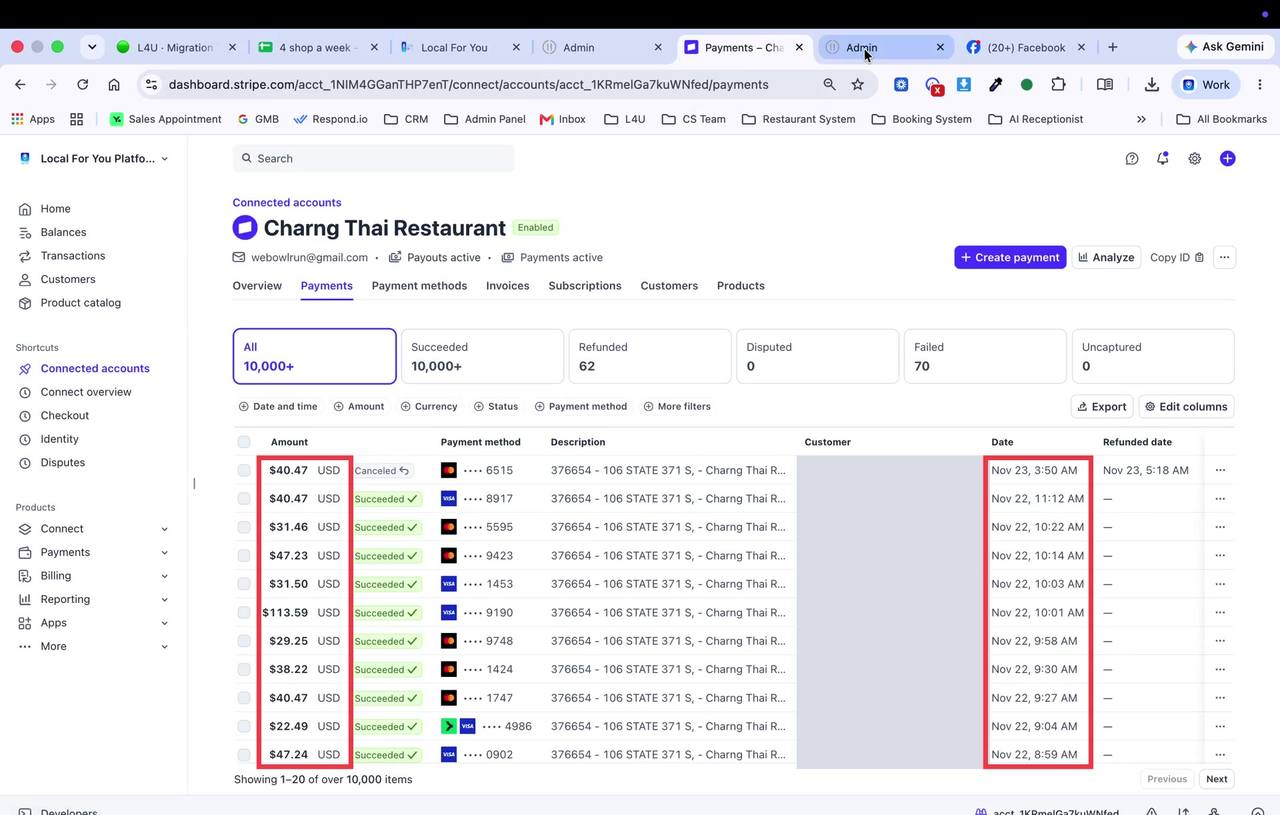 L4U - Migration
4 shop a week -
Local For You
Admin
Payments – Cha
Admin
(20+) Facebook
Ask Gemini
dashboard.stripe.com/acct_1NIM4GGanTHP7enT/connect/accounts/acct_1KRmelGa7kuWNfed/payments
Work
Apps
Sales Appointment
GMB
Respond.io
CRM
Admin Panel
Inbox
L4U
CS Team
Restaurant System
Booking System
AI Receptionist
All Bookmarks
Local For You Platfo...
Search
Home
Balances
Transactions
Customers
Product catalog
Shortcuts
Connected accounts
Connect overview
Checkout
Identity
Disputes
Products
Connect
Payments
Billing
Reporting
Apps
More
Developers
Connected accounts
Charng Thai Restaurant Enabled
webowlrun@gmail.com • Payouts active • Payments active
Create payment
Analyze
Copy ID
Overview Payments Payment methods Invoices Subscriptions Customers Products
All 10,000+
Succeeded 10,000+
Refunded 62
Disputed 0
Failed 70
Uncaptured 0
Date and time Amount Currency Status Payment method More filters
Export
Edit columns
Amount Payment method Description Customer Date Refunded date
$40.47 USD Canceled •••• 6515 376654 - 106 STATE 371 S, - Charng Thai R... Nov 23, 3:50 AM Nov 23, 5:18 AM
$40.47 USD Succeeded VISA •••• 8917 376654 - 106 STATE 371 S, - Charng Thai R... Nov 22, 11:12 AM —
$31.46 USD Succeeded •••• 5595 376654 - 106 STATE 371 S, - Charng Thai R... Nov 22, 10:22 AM —
$47.23 USD Succeeded •••• 9423 376654 - 106 STATE 371 S, - Charng Thai R... Nov 22, 10:14 AM —
$31.50 USD Succeeded VISA •••• 1453 376654 - 106 STATE 371 S, - Charng Thai R... Nov 22, 10:03 AM —
$113.59 USD Succeeded VISA •••• 9190 376654 - 106 STATE 371 S, - Charng Thai R... Nov 22, 10:01 AM —
$29.25 USD Succeeded •••• 9748 376654 - 106 STATE 371 S, - Charng Thai R... Nov 22, 9:58 AM —
$38.22 USD Succeeded •••• 1424 376654 - 106 STATE 371 S, - Charng Thai R... Nov 22, 9:30 AM —
$40.47 USD Succeeded •••• 1747 376654 - 106 STATE 371 S, - Charng Thai R... Nov 22, 9:27 AM —
$22.49 USD Succeeded VISA •••• 4986 376654 - 106 STATE 371 S, - Charng Thai R... Nov 22, 9:04 AM —
$47.24 USD Succeeded VISA •••• 0902 376654 - 106 STATE 371 S, - Charng Thai R... Nov 22, 8:59 AM —
Showing 1–20 of over 10,000 items
Previous
Next
acct_1KRmelGa7kuWNfed